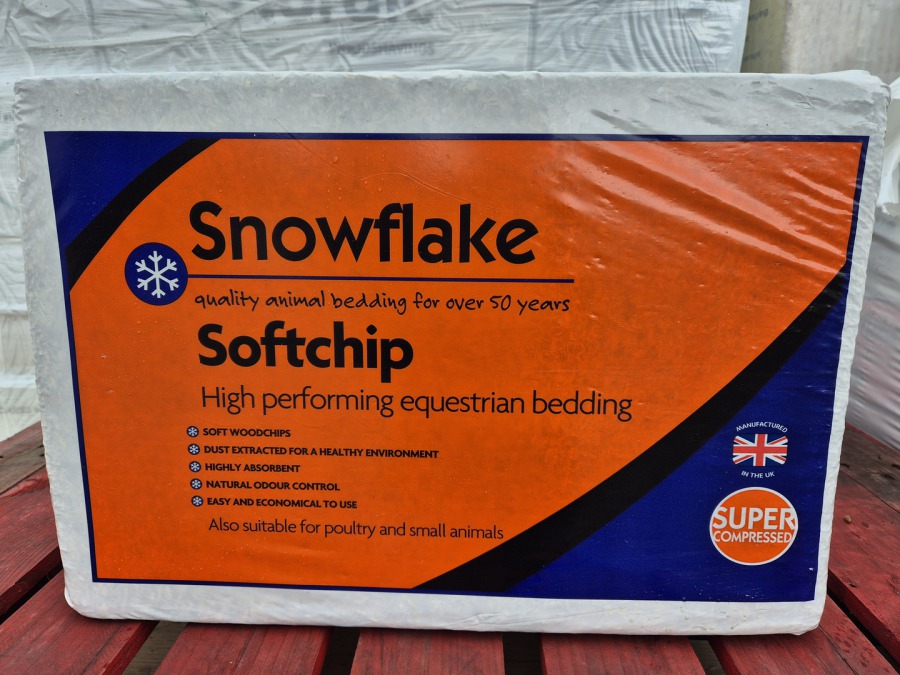 Snowflake
quality animal bedding for over 50 years
Softchip
High performing equestrian bedding
SOFT WOODCHIPS
DUST EXTRACTED FOR A HEALTHY ENVIRONMENT
HIGHLY ABSORBENT
NATURAL ODOUR CONTROL
EASY AND ECONOMICAL TO USE
Also suitable for poultry and small animals
MANUFACTURED
IN THE UK
SUPER
COMPRESSED